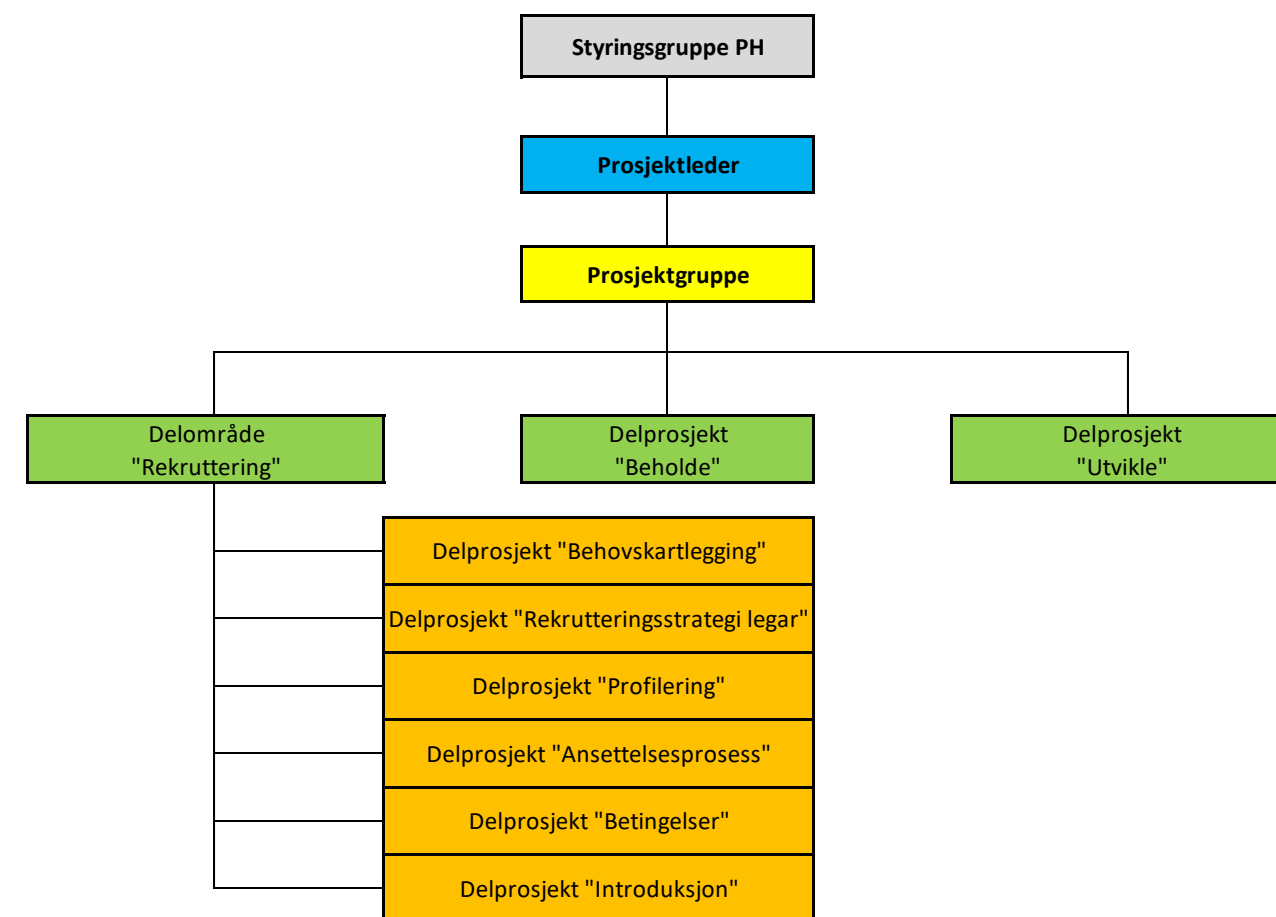 Styringsgruppe PH
Prosjektleder
Prosjektgruppe
Delområde
"Rekruttering"
Delprosjekt
"Beholde"
Delprosjekt
"Utvikle"
Delprosjekt "Behovskartlegging"
Delprosjekt "Rekrutteringsstrategi legar"
Delprosjekt "Profilering"
Delprosjekt "Ansettelsesprosess"
Delprosjekt "Betingelser"
Delprosjekt "Introduksjon"